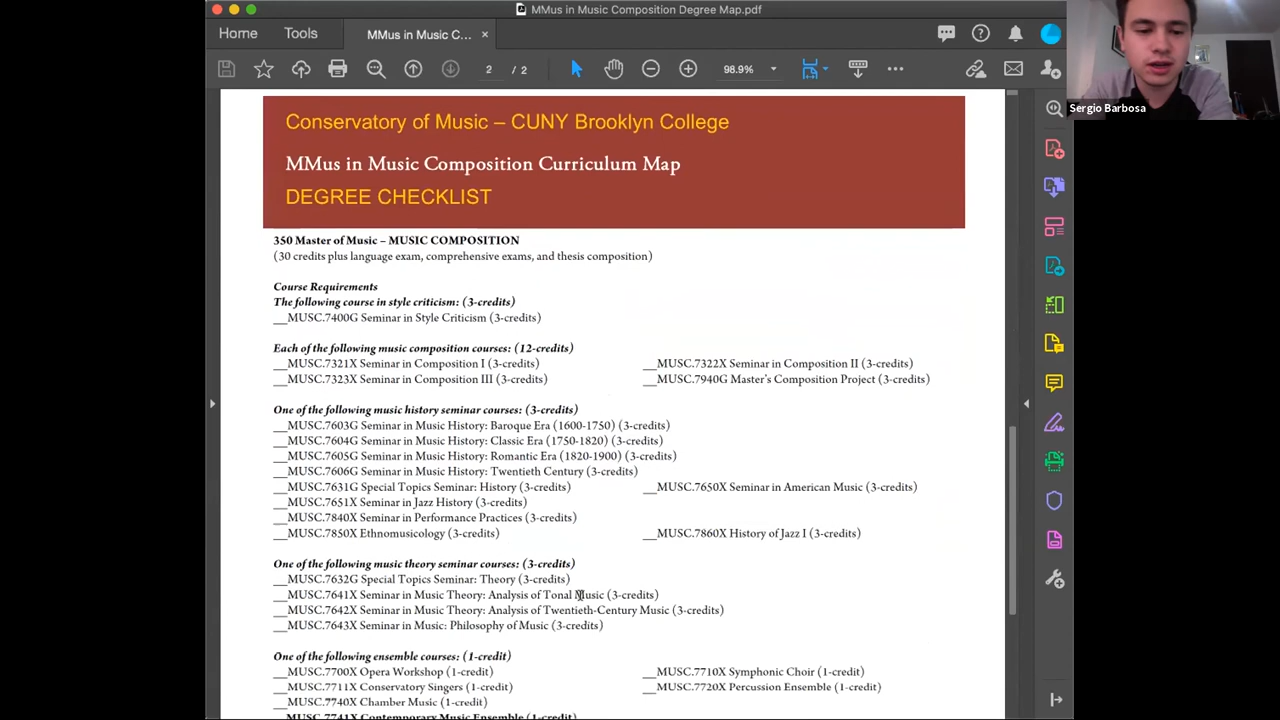 MMus in Music Composition Degree Map.pdf
Home
Tools
MMus in Music C... ×
2 / 2
98.9%
Sergio Barbosa
Conservatory of Music – CUNY Brooklyn College
MMus in Music Composition Curriculum Map
DEGREE CHECKLIST
350 Master of Music – MUSIC COMPOSITION
(30 credits plus language exam, comprehensive exams, and thesis composition)
Course Requirements
The following course in style criticism: (3-credits)
__MUSC.7400G Seminar in Style Criticism (3-credits)
Each of the following music composition courses: (12-credits)
__MUSC.7321X Seminar in Composition I (3-credits) __MUSC.7322X Seminar in Composition II (3-credits)
__MUSC.7323X Seminar in Composition III (3-credits) __MUSC.7940G Master's Composition Project (3-credits)
One of the following music history seminar courses: (3-credits)
__MUSC.7603G Seminar in Music History: Baroque Era (1600-1750) (3-credits)
__MUSC.7604G Seminar in Music History: Classic Era (1750-1820) (3-credits)
__MUSC.7605G Seminar in Music History: Romantic Era (1820-1900) (3-credits)
__MUSC.7606G Seminar in Music History: Twentieth Century (3-credits)
__MUSC.7631G Special Topics Seminar: History (3-credits) __MUSC.7650X Seminar in American Music (3-credits)
__MUSC.7651X Seminar in Jazz History (3-credits)
__MUSC.7840X Seminar in Performance Practices (3-credits)
__MUSC.7850X Ethnomusicology (3-credits) __MUSC.7860X History of Jazz I (3-credits)
One of the following music theory seminar courses: (3-credits)
__MUSC.7632G Special Topics Seminar: Theory (3-credits)
__MUSC.7641X Seminar in Music Theory: Analysis of Tonal Music (3-credits)
__MUSC.7642X Seminar in Music Theory: Analysis of Twentieth-Century Music (3-credits)
__MUSC.7643X Seminar in Music: Philosophy of Music (3-credits)
One of the following ensemble courses: (1-credit)
__MUSC.7700X Opera Workshop (1-credit) __MUSC.7710X Symphonic Choir (1-credit)
__MUSC.7711X Conservatory Singers (1-credit) __MUSC.7720X Percussion Ensemble (1-credit)
__MUSC.7740X Chamber Music (1-credit)
__MUSC.7741X Contemporary Music Ensemble (1-credit)